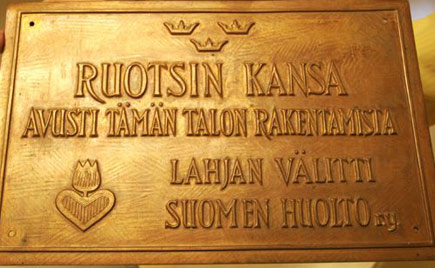 RUOTSIN KANSA
AVUSTI TÄMÄN TALON RAKENTAMISTA
LAHJAN VÄLITTI
SUOMEN HUOLTO r.y.